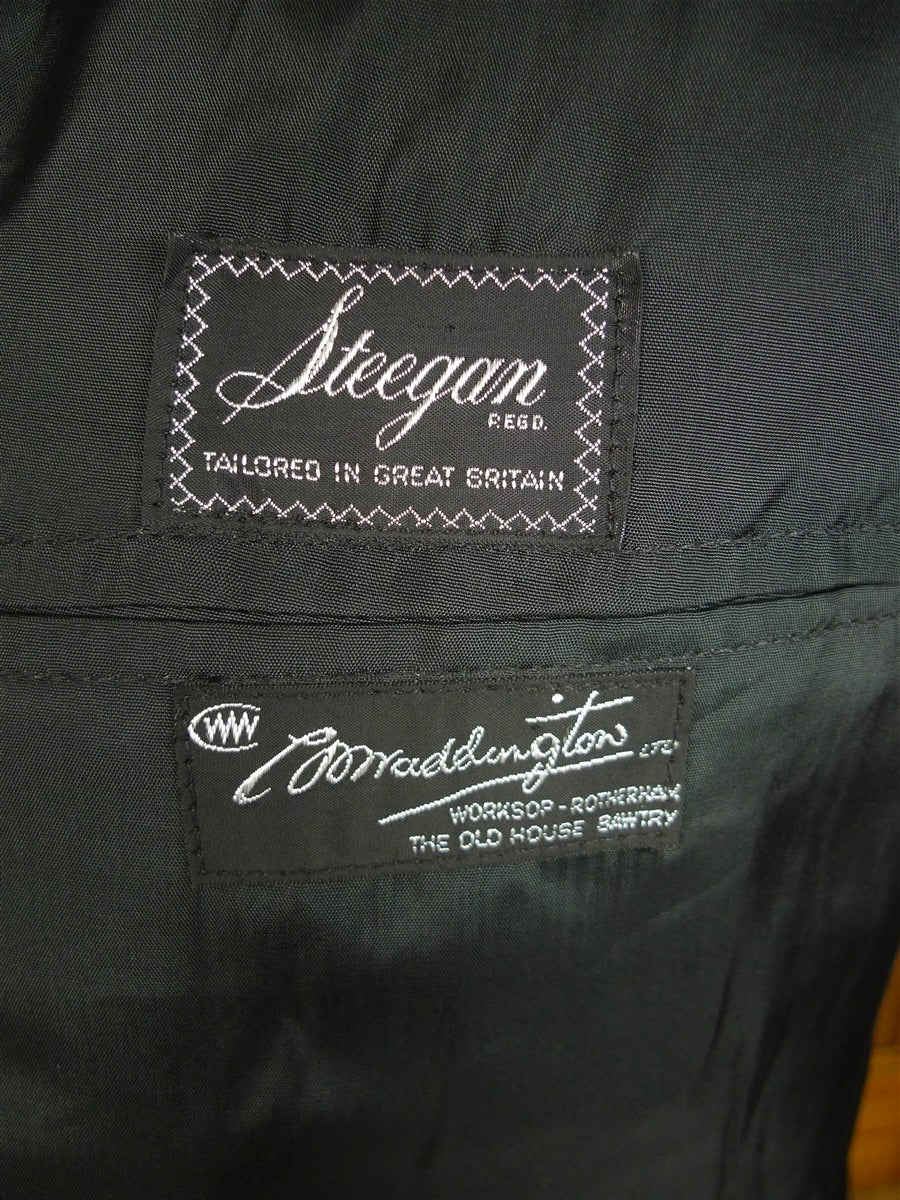 Steegan
REGD.
TAILORED IN GREAT BRITAIN
WW
Waddington LTD
WORKSOP - ROTHERHAM
THE OLD HOUSE BAWTRY